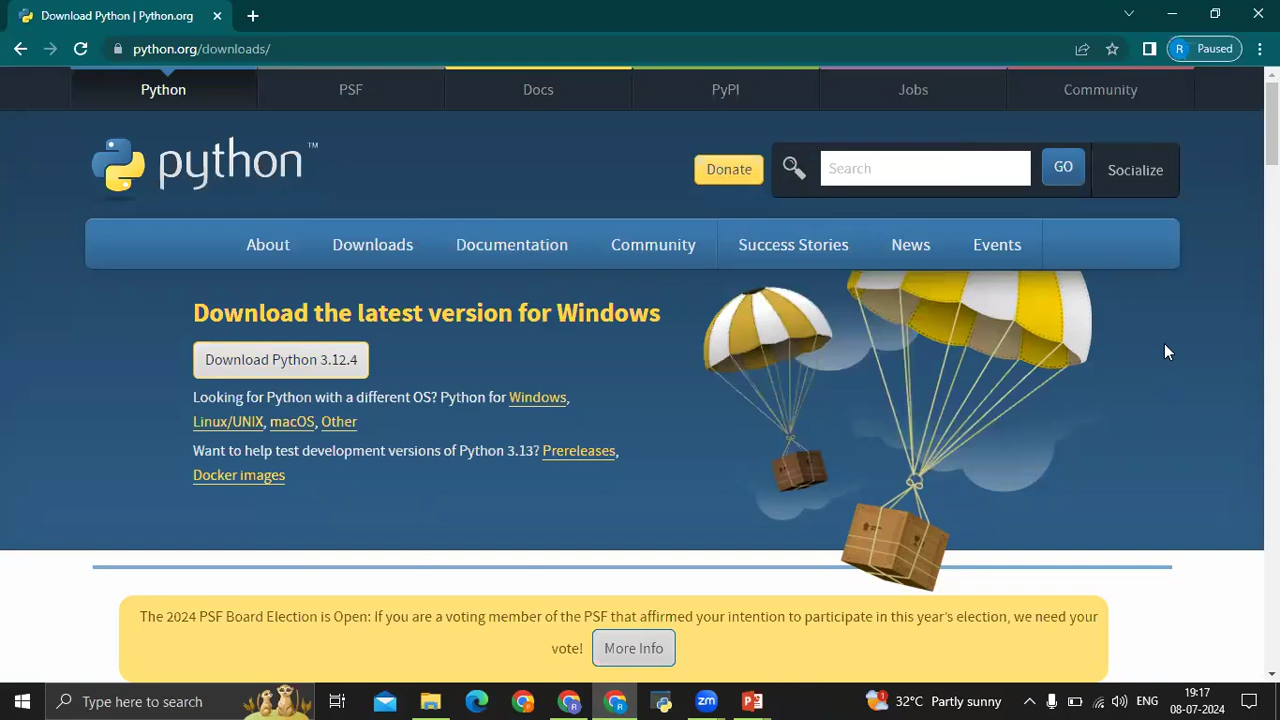 Download Python | Python.org
python.org/downloads/
R Paused
Python PSF Docs PyPI Jobs Community
python™
Donate Search GO Socialize
About Downloads Documentation Community Success Stories News Events
Download the latest version for Windows
Download Python 3.12.4
Looking for Python with a different OS? Python for Windows,
Linux/UNIX, macOS, Other
Want to help test development versions of Python 3.13? Prereleases,
Docker images
The 2024 PSF Board Election is Open: If you are a voting member of the PSF that affirmed your intention to participate in this year's election, we need your
vote! More Info
Type here to search
1 32°C Partly sunny ENG 19:17
08-07-2024